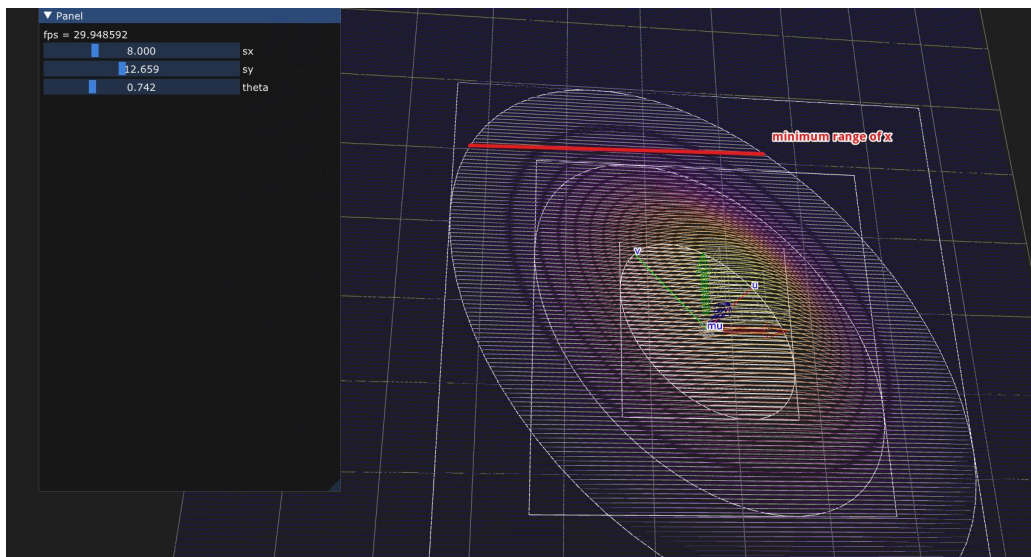 ▼ Panel
fps = 29.948592
8.000 sx
12.659 sy
0.742 theta
minimum range of x
v
u
mu